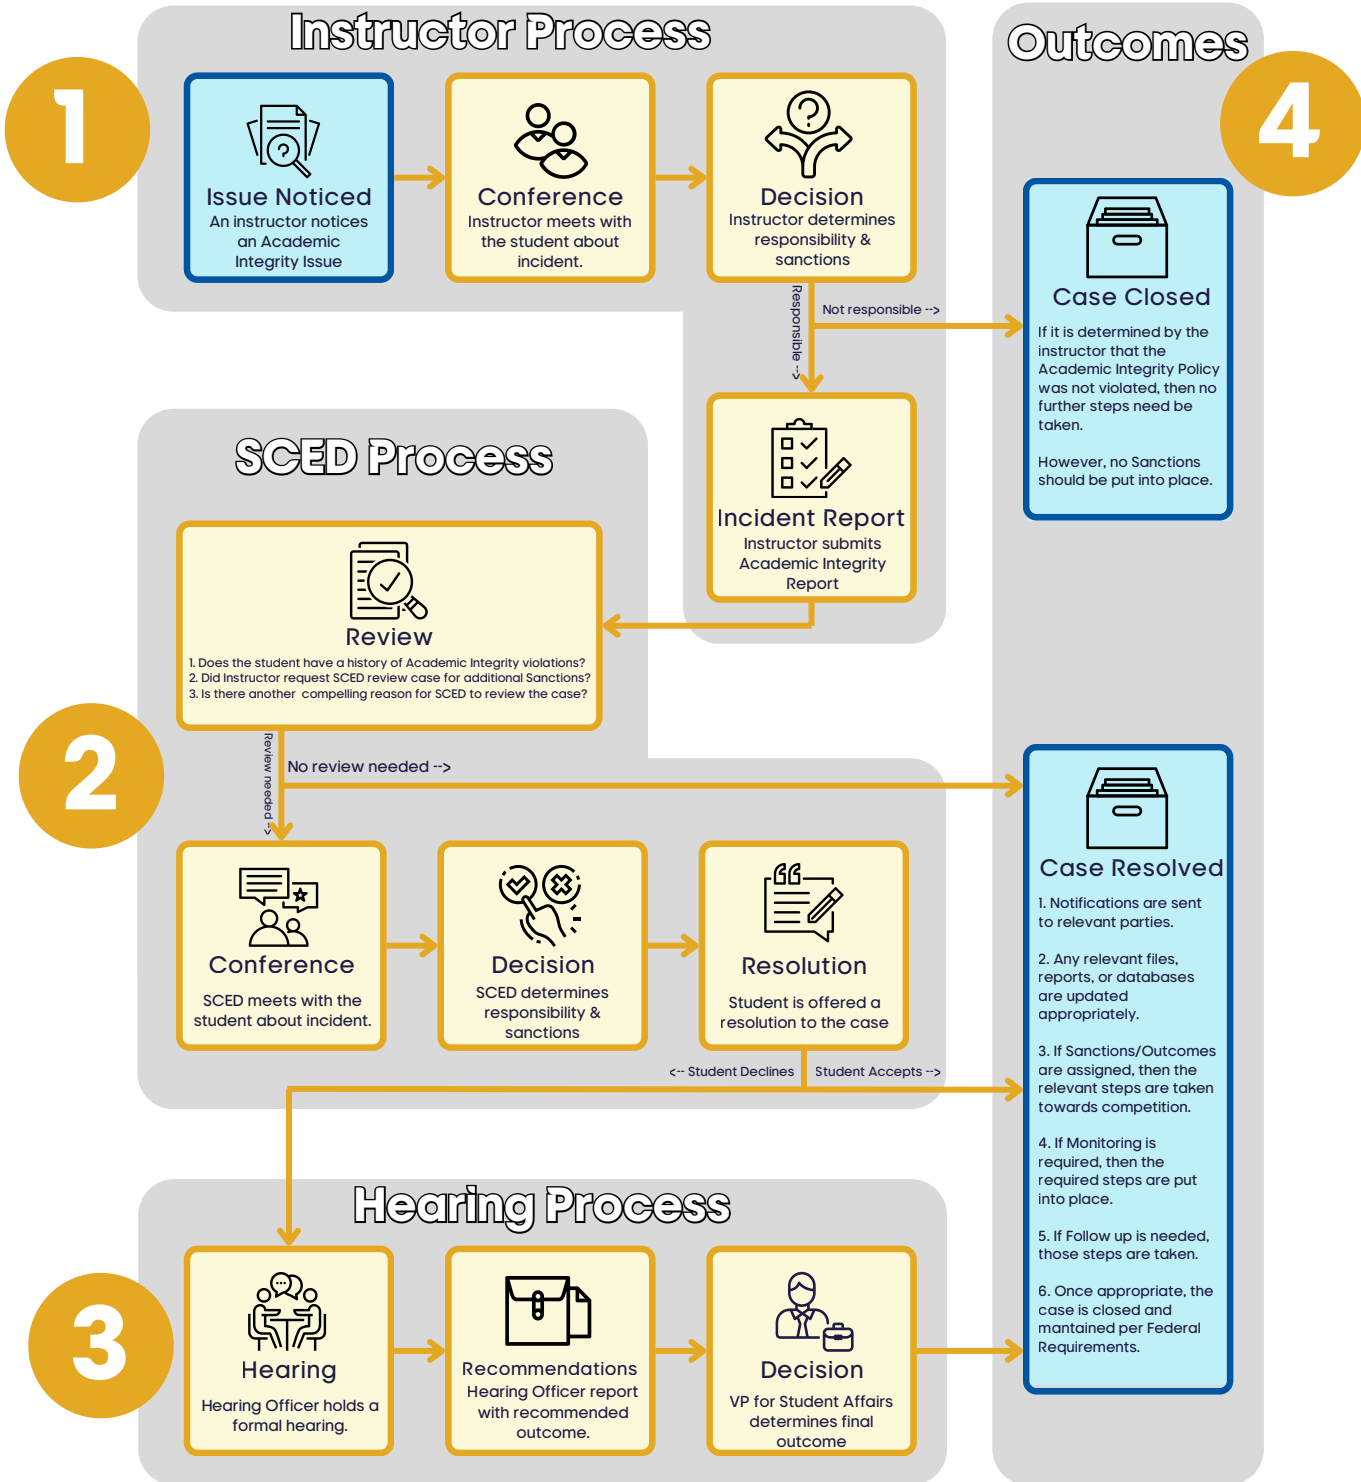 Instructor Process
Outcomes
1
4
Issue Noticed
An instructor notices
an Academic
Integrity Issue
Conference
Instructor meets with
the student about
incident.
?
Decision
Instructor determines
responsibility &
sanctions
Responsible -->
Not responsible -->
Case Closed
If it is determined by the
instructor that the
Academic Integrity Policy
was not violated, then no
further steps need be
taken.
However, no Sanctions
should be put into place.
Incident Report
Instructor submits
Academic Integrity
Report
SCED Process
Review
1. Does the student have a history of Academic Integrity violations?
2. Did Instructor request SCED review case for additional Sanctions?
3. Is there another  compelling reason for SCED to review the case?
2
Review needed -->
No review needed -->
Conference
SCED meets with the
student about incident.
Decision
SCED determines
responsibility &
sanctions
Resolution
Student is offered a
resolution to the case
<-- Student Declines
Student Accepts -->
Case Resolved
1. Notifications are sent
to relevant parties.
2. Any relevant files,
reports, or databases
are updated
appropriately.
3. If Sanctions/Outcomes
are assigned, then the
relevant steps are taken
towards competition.
4. If Monitoring is
required, then the
required steps are put
into place.
5. If Follow up is needed,
those steps are taken.
6. Once appropriate, the
case is closed and
mantained per Federal
Requirements.
Hearing Process
3
Hearing
Hearing Officer holds a
formal hearing.
Recommendations
Hearing Officer report
with recommended
outcome.
Decision
VP for Student Affairs
determines final
outcome